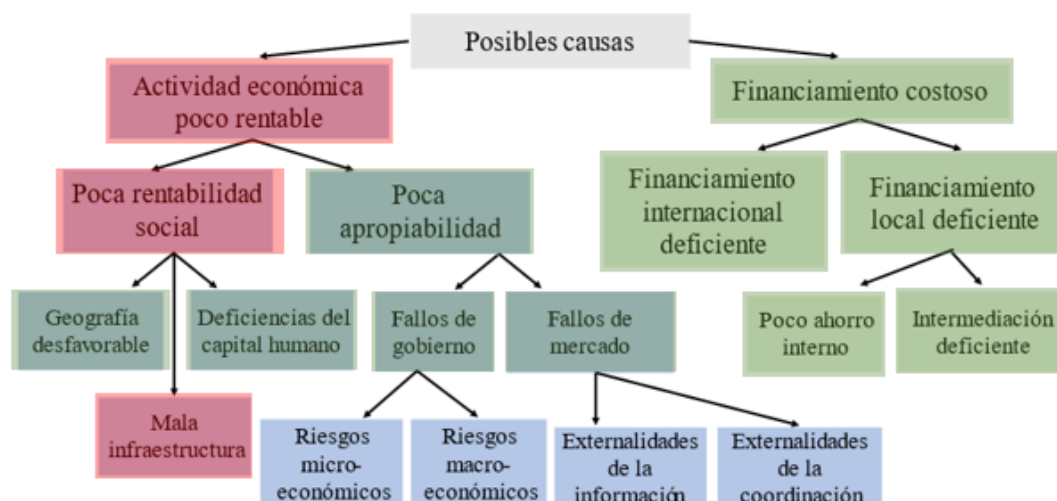 Posibles causas
Actividad económica
poco rentable
Financiamiento costoso
Poca rentabilidad
social
Poca
apropiabilidad
Financiamiento
internacional
deficiente
Financiamiento
local deficiente
Geografía
desfavorable
Deficiencias del
capital humano
Fallos de
gobierno
Fallos de
mercado
Poco ahorro
interno
Intermediación
deficiente
Mala
infraestructura
Riesgos
micro-
económicos
Riesgos
macro-
económicos
Externalidades
de la
información
Externalidades
de la
coordinación